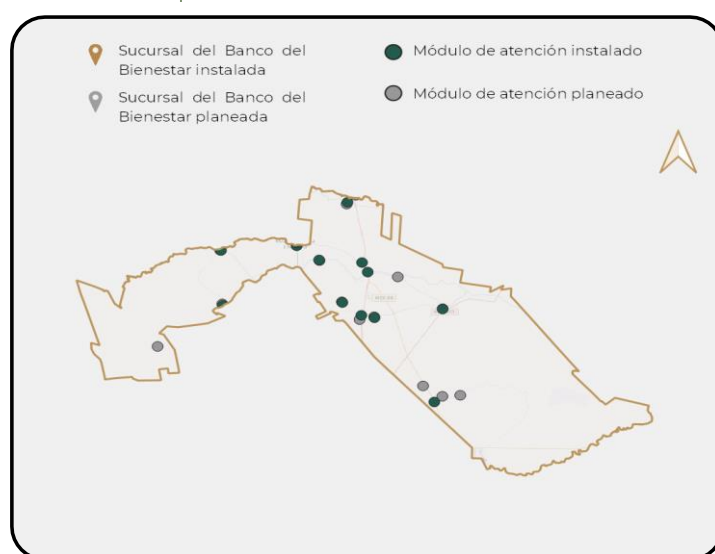 Sucursal del Banco del
Bienestar instalada
Sucursal del Banco del
Bienestar planeada
Módulo de atención instalado
Módulo de atención planeado